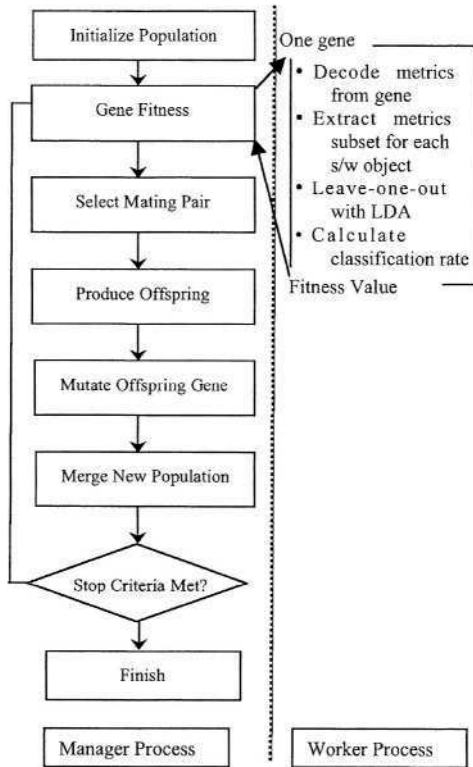 Initialize Population
Gene Fitness
Select Mating Pair
Produce Offspring
Mutate Offspring Gene
Merge New Population
Stop Criteria Met?
Finish
Manager Process
One gene
▪ Decode metrics
from gene
▪ Extract metrics
subset for each
s/w object
▪ Leave-one-out
with LDA
▪ Calculate
classification rate
Fitness Value
Worker Process